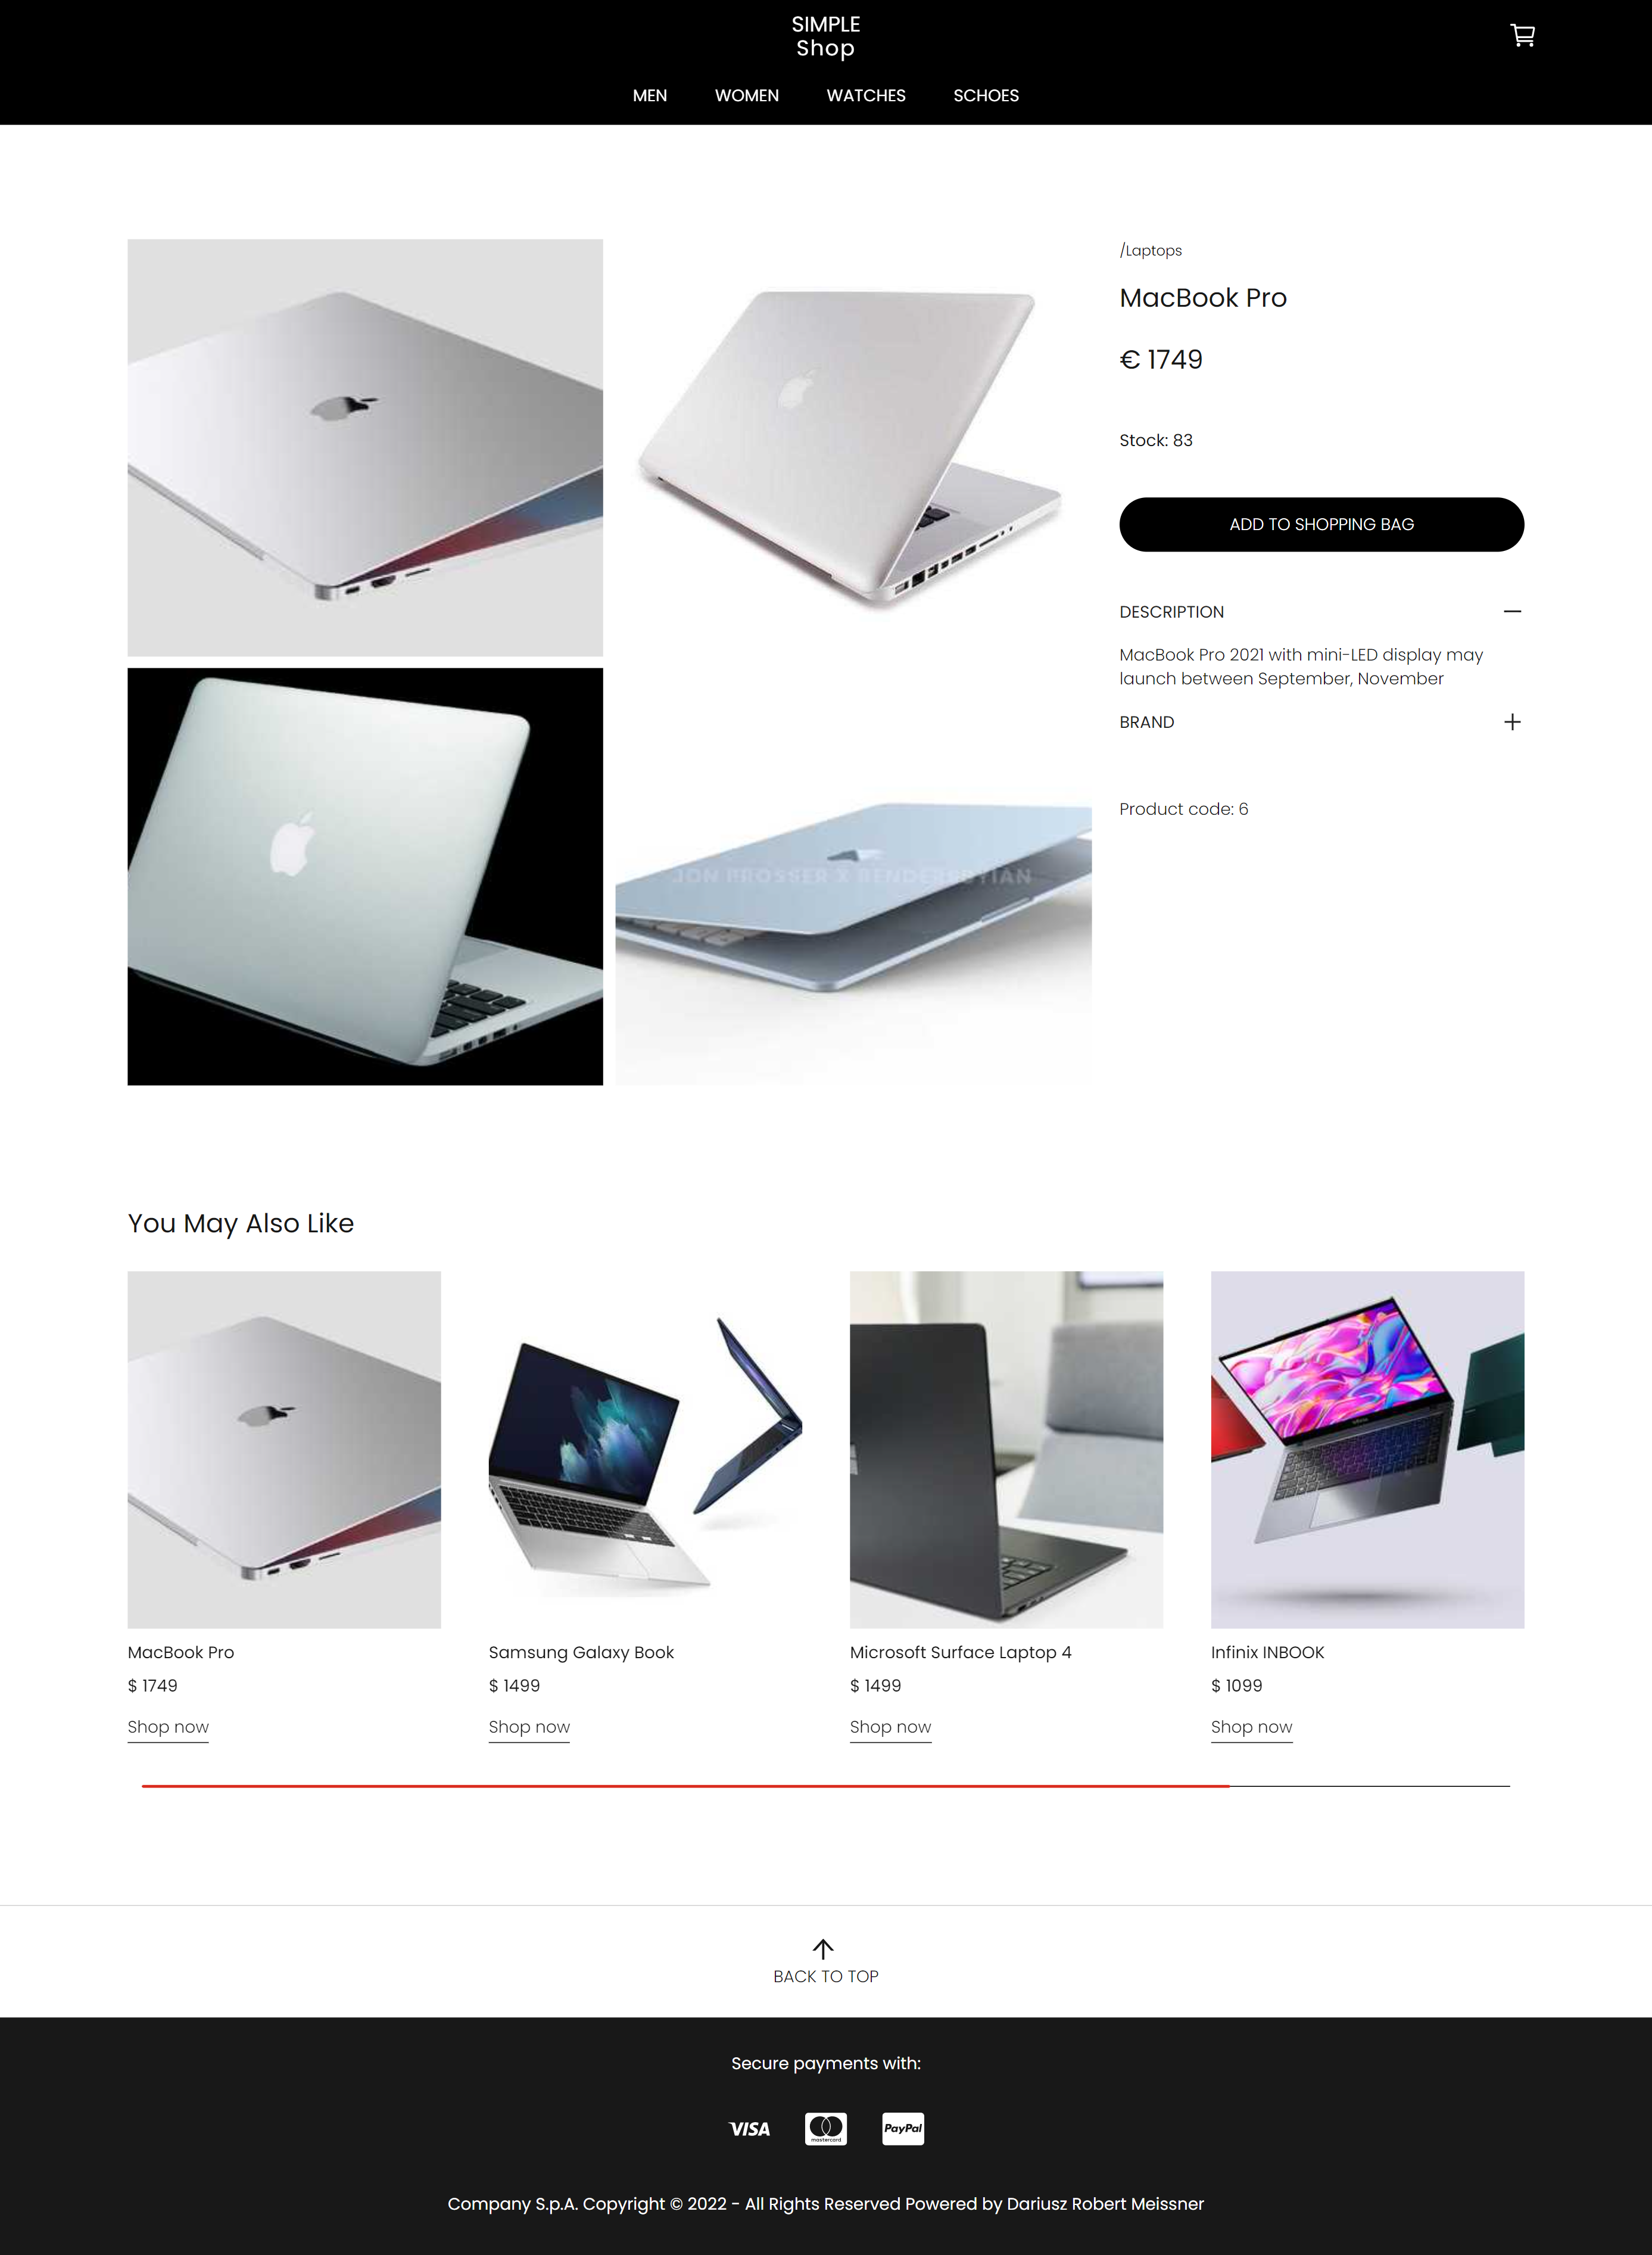 SIMPLE
Shop
MEN WOMEN WATCHES SCHOES
/Laptops
MacBook Pro
€ 1749
Stock: 83
ADD TO SHOPPING BAG
DESCRIPTION
MacBook Pro 2021 with mini-LED display may
launch between September, November
BRAND
Product code: 6
JON PROSSER X
You May Also Like
MacBook Pro
$ 1749
Shop now
Samsung Galaxy Book
$ 1499
Shop now
Microsoft Surface Laptop 4
$ 1499
Shop now
Infinix INBOOK
$ 1099
Shop now
BACK TO TOP
Secure payments with:
VISA mastercard PayPal
Company S.p.A. Copyright © 2022 - All Rights Reserved Powered by Dariusz Robert Meissner